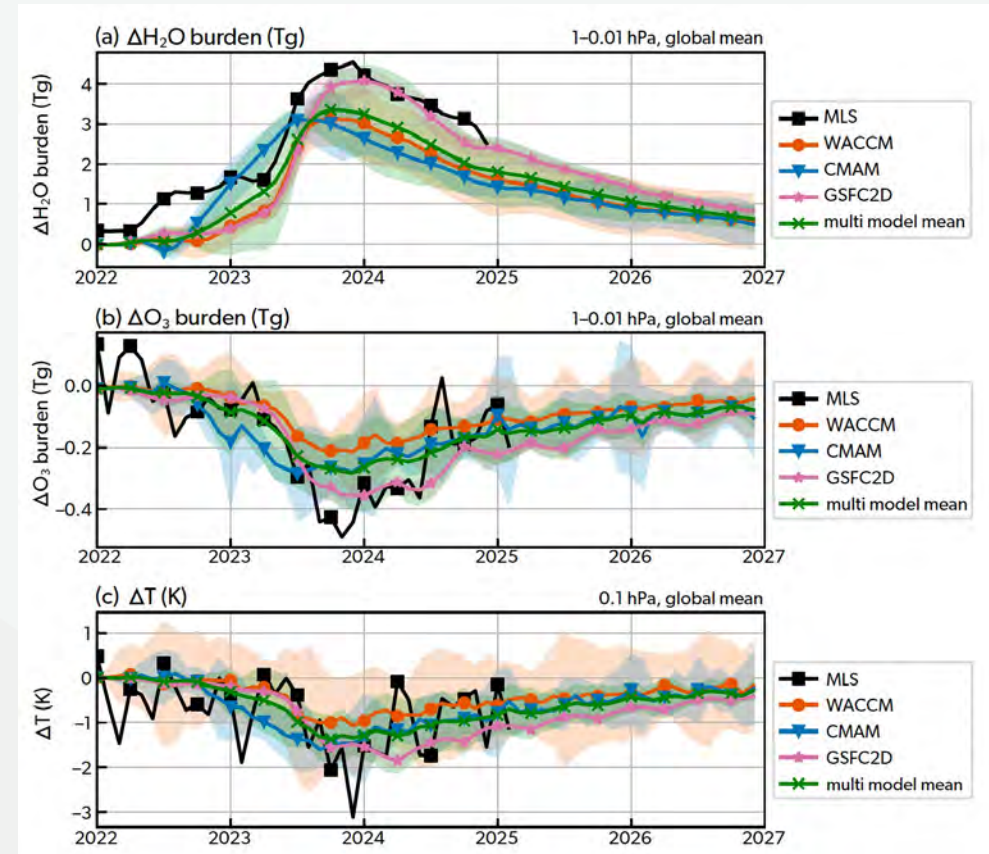 (a) ΔH₂O burden (Tg) 1–0.01 hPa, global mean
ΔH₂O burden (Tg)
4
3
2
1
0
2022 2023 2024 2025 2026 2027
MLS
WACCM
CMAM
GSFC2D
multi model mean
(b) ΔO₃ burden (Tg) 1–0.01 hPa, global mean
ΔO₃ burden (Tg)
0.0
−0.2
−0.4
2022 2023 2024 2025 2026 2027
MLS
WACCM
CMAM
GSFC2D
multi model mean
(c) ΔT (K) 0.1 hPa, global mean
ΔT (K)
1
0
−1
−2
−3
2022 2023 2024 2025 2026 2027
MLS
WACCM
CMAM
GSFC2D
multi model mean